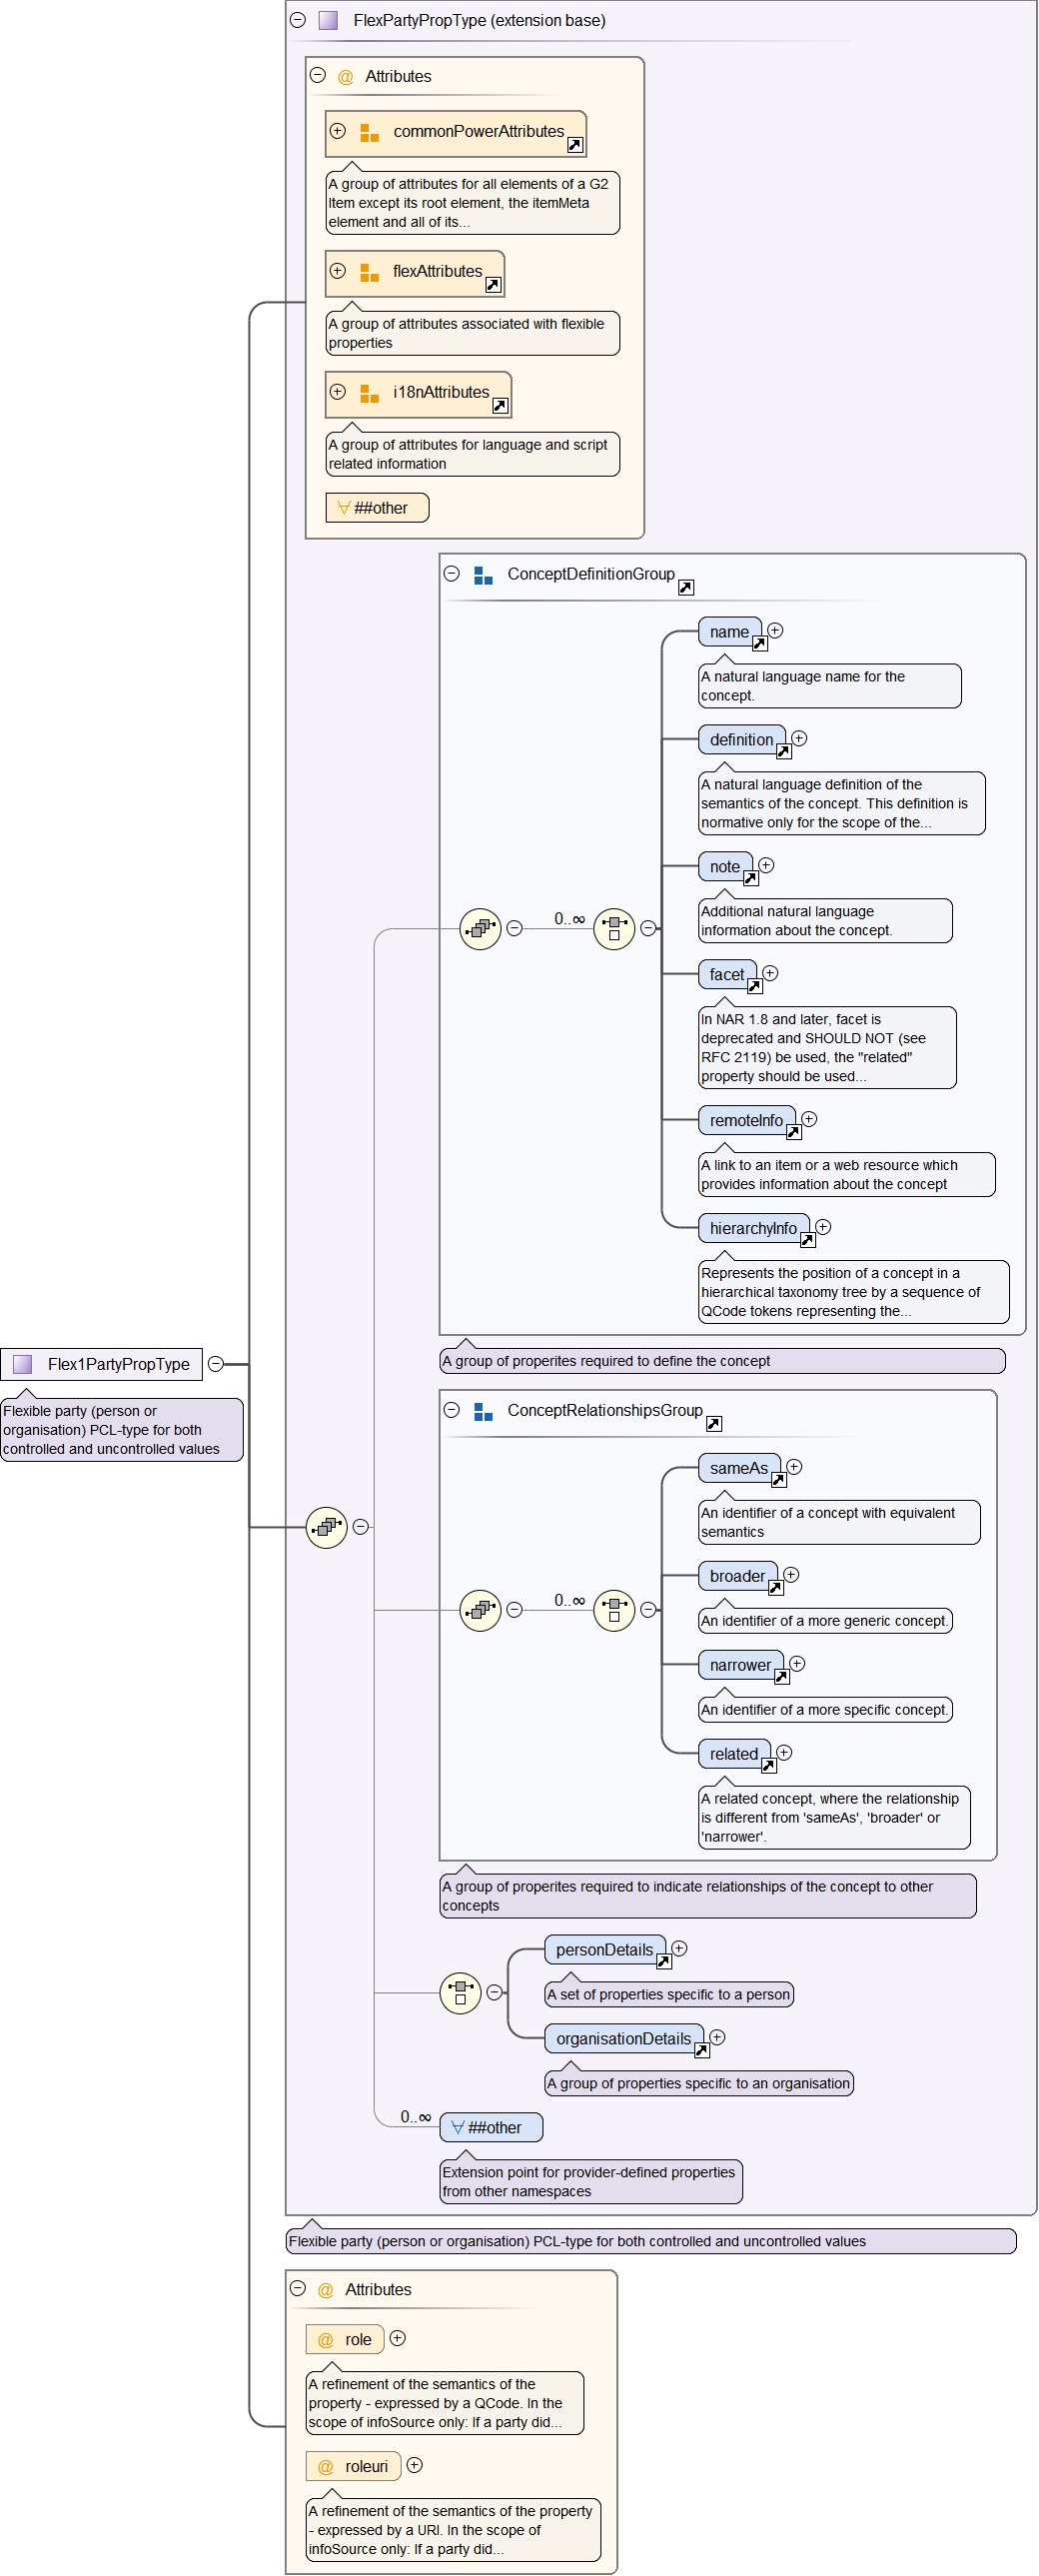 FlexPartyPropType (extension base)
@ Attributes
commonPowerAttributes
A group of attributes for all elements of a G2
Item except its root element, the itemMeta
element and all of its...
flexAttributes
A group of attributes associated with flexible
properties
i18nAttributes
A group of attributes for language and script
related information
##other
ConceptDefinitionGroup
name
A natural language name for the
concept.
definition
A natural language definition of the
semantics of the concept. This definition is
normative only for the scope of the...
note
Additional natural language
information about the concept.
0..∞
facet
In NAR 1.8 and later, facet is
deprecated and SHOULD NOT (see
RFC 2119) be used, the "related"
property should be used...
remoteInfo
A link to an item or a web resource which
provides information about the concept
hierarchyInfo
Represents the position of a concept in a
hierarchical taxonomy tree by a sequence of
QCode tokens representing the...
A group of properites required to define the concept
Flex1PartyPropType
Flexible party (person or
organisation) PCL-type for both
controlled and uncontrolled values
ConceptRelationshipsGroup
sameAs
An identifier of a concept with equivalent
semantics
broader
An identifier of a more generic concept.
0..∞
narrower
An identifier of a more specific concept.
related
A related concept, where the relationship
is different from 'sameAs', 'broader' or
'narrower'.
A group of properites required to indicate relationships of the concept to other
concepts
personDetails
A set of properties specific to a person
organisationDetails
A group of properties specific to an organisation
0..∞
##other
Extension point for provider-defined properties
from other namespaces
Flexible party (person or organisation) PCL-type for both controlled and uncontrolled values
@ Attributes
@ role
A refinement of the semantics of the
property - expressed by a QCode. In the
scope of infoSource only: If a party did...
@ roleuri
A refinement of the semantics of the property
- expressed by a URI. In the scope of
infoSource only: If a party did...